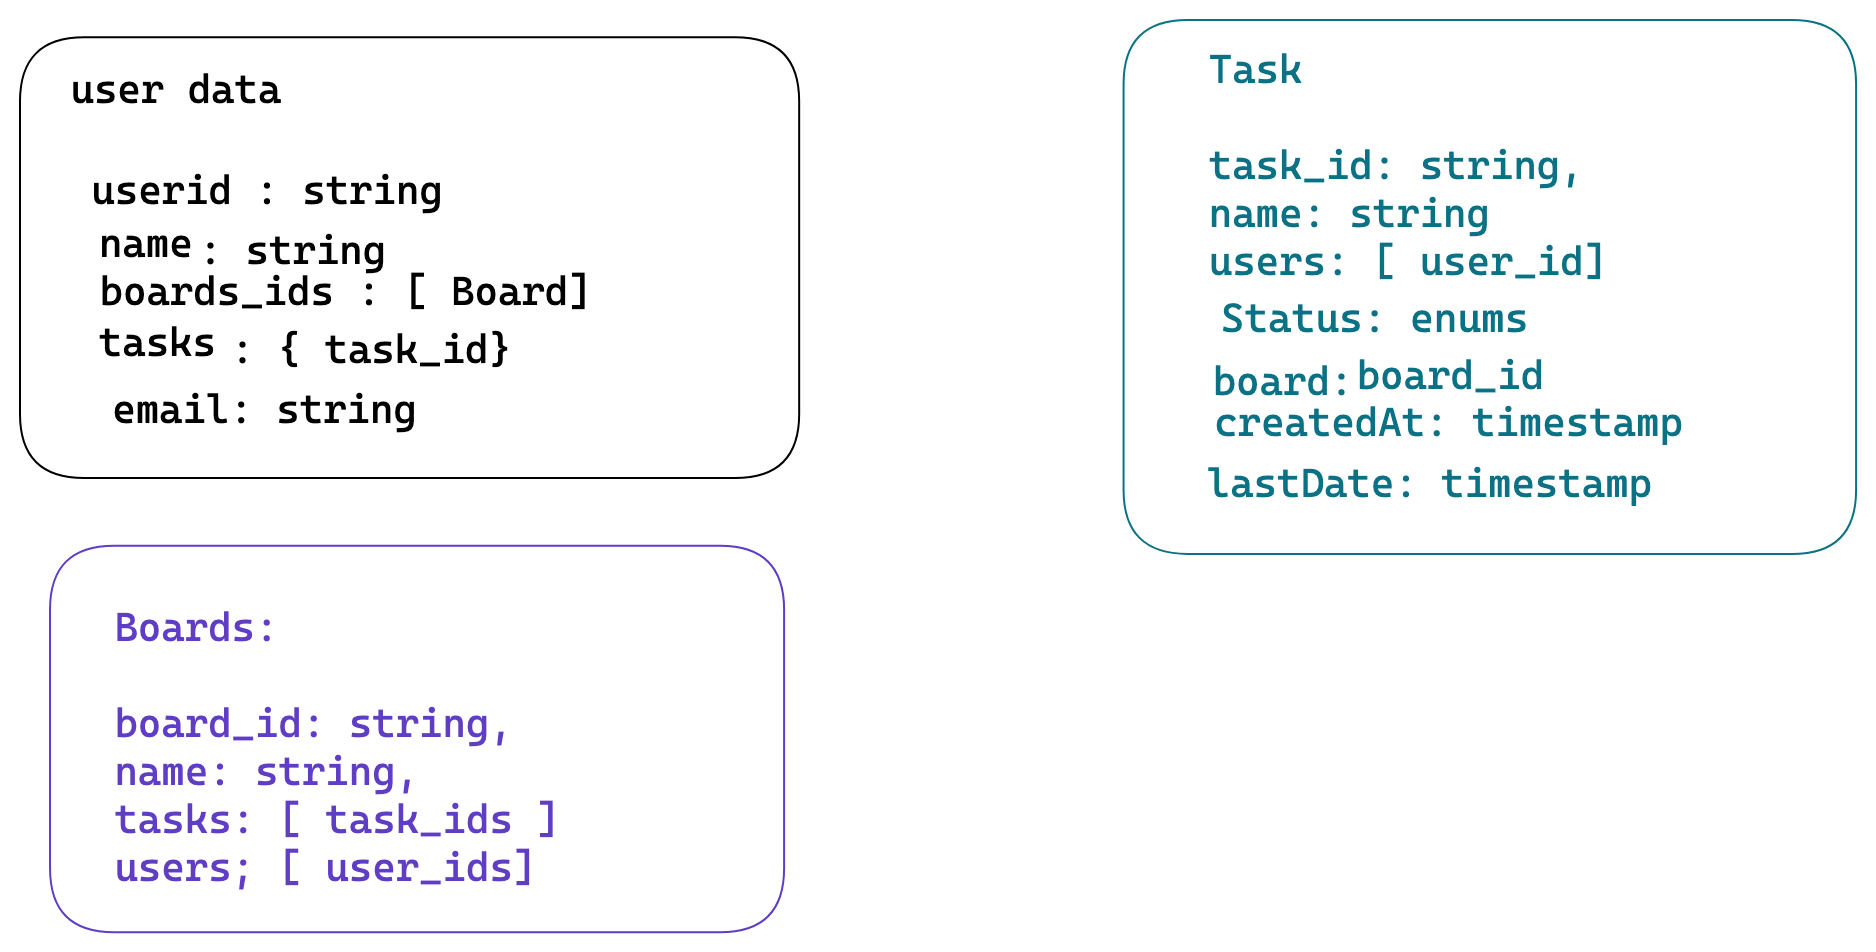 user data
userid : string
name : string
boards_ids : [ Board]
tasks : { task_id}
email: string
Boards:
board_id: string,
name: string,
tasks: [ task_ids ]
users; [ user_ids]
Task
task_id: string,
name: string
users: [ user_id]
Status: enums
board: board_id
createdAt: timestamp
lastDate: timestamp